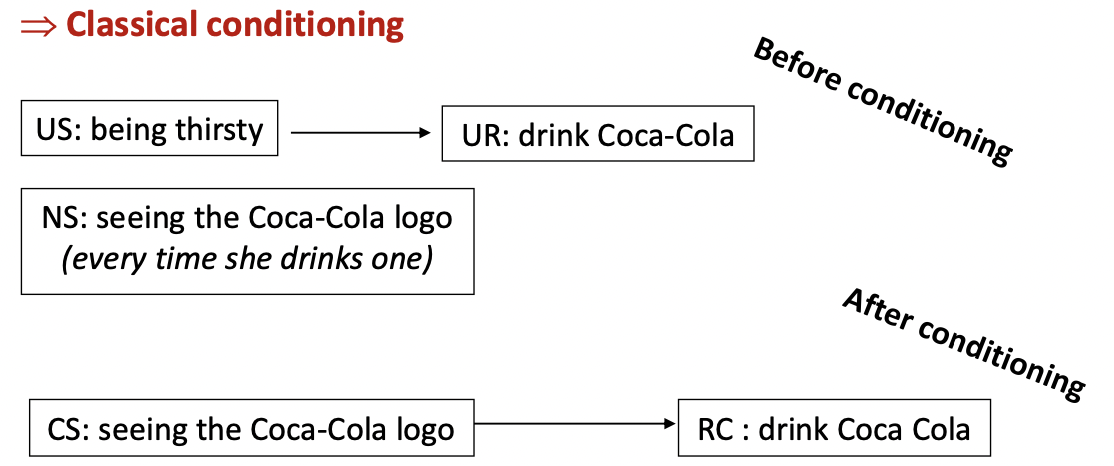 ⇒ Classical conditioning
Before conditioning
US: being thirsty
UR: drink Coca-Cola
NS: seeing the Coca-Cola logo
(every time she drinks one)
After conditioning
CS: seeing the Coca-Cola logo
RC : drink Coca Cola